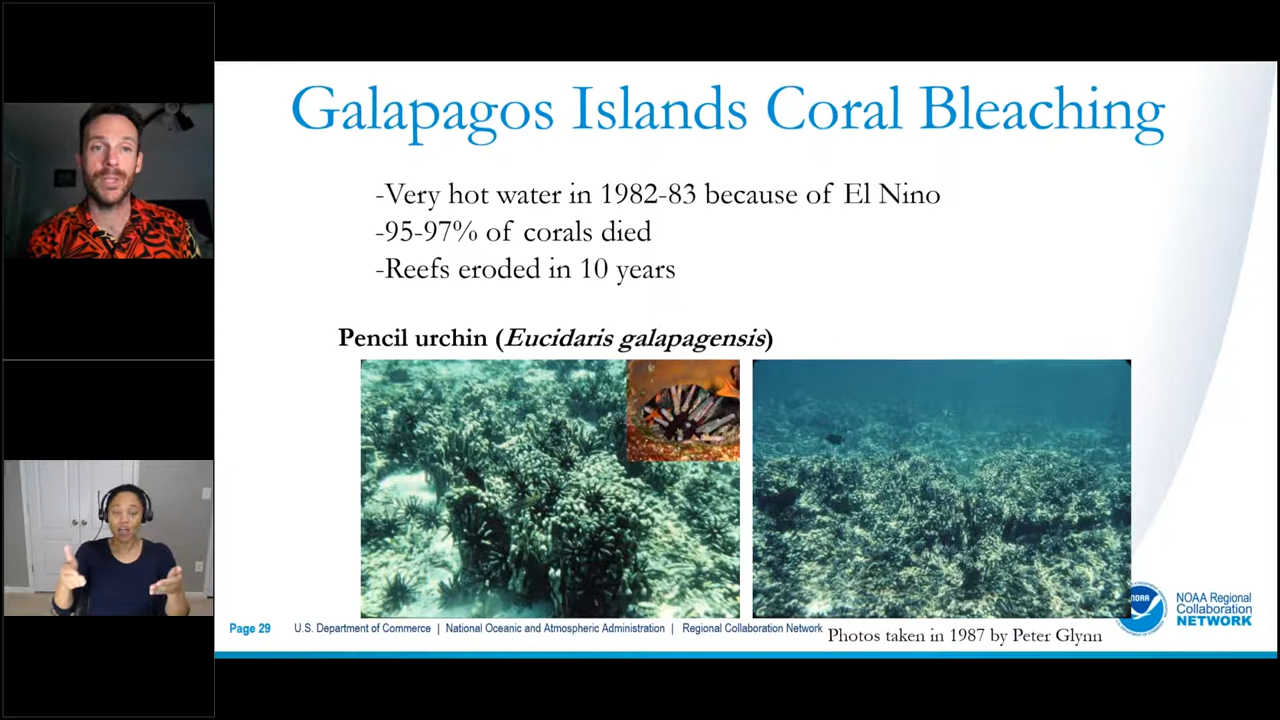 Galapagos Islands Coral Bleaching
-Very hot water in 1982-83 because of El Nino
-95-97% of corals died
-Reefs eroded in 10 years
Pencil urchin (Eucidaris galapagensis)
Page 29
U.S. Department of Commerce | National Oceanic and Atmospheric Administration | Regional Collaboration Network
Photos taken in 1987 by Peter Glynn
NOAA
NOAA Regional
Collaboration
NETWORK